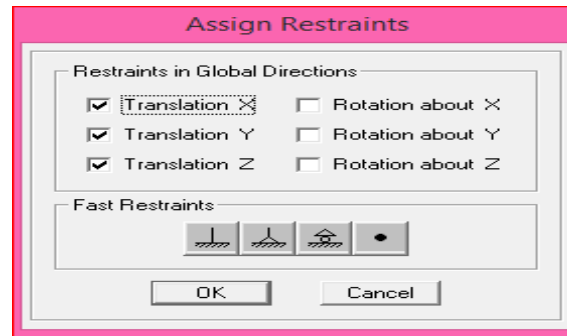 Assign Restraints
Restraints in Global Directions
Translation X Rotation about X
Translation Y Rotation about Y
Translation Z Rotation about Z
Fast Restraints
OK Cancel